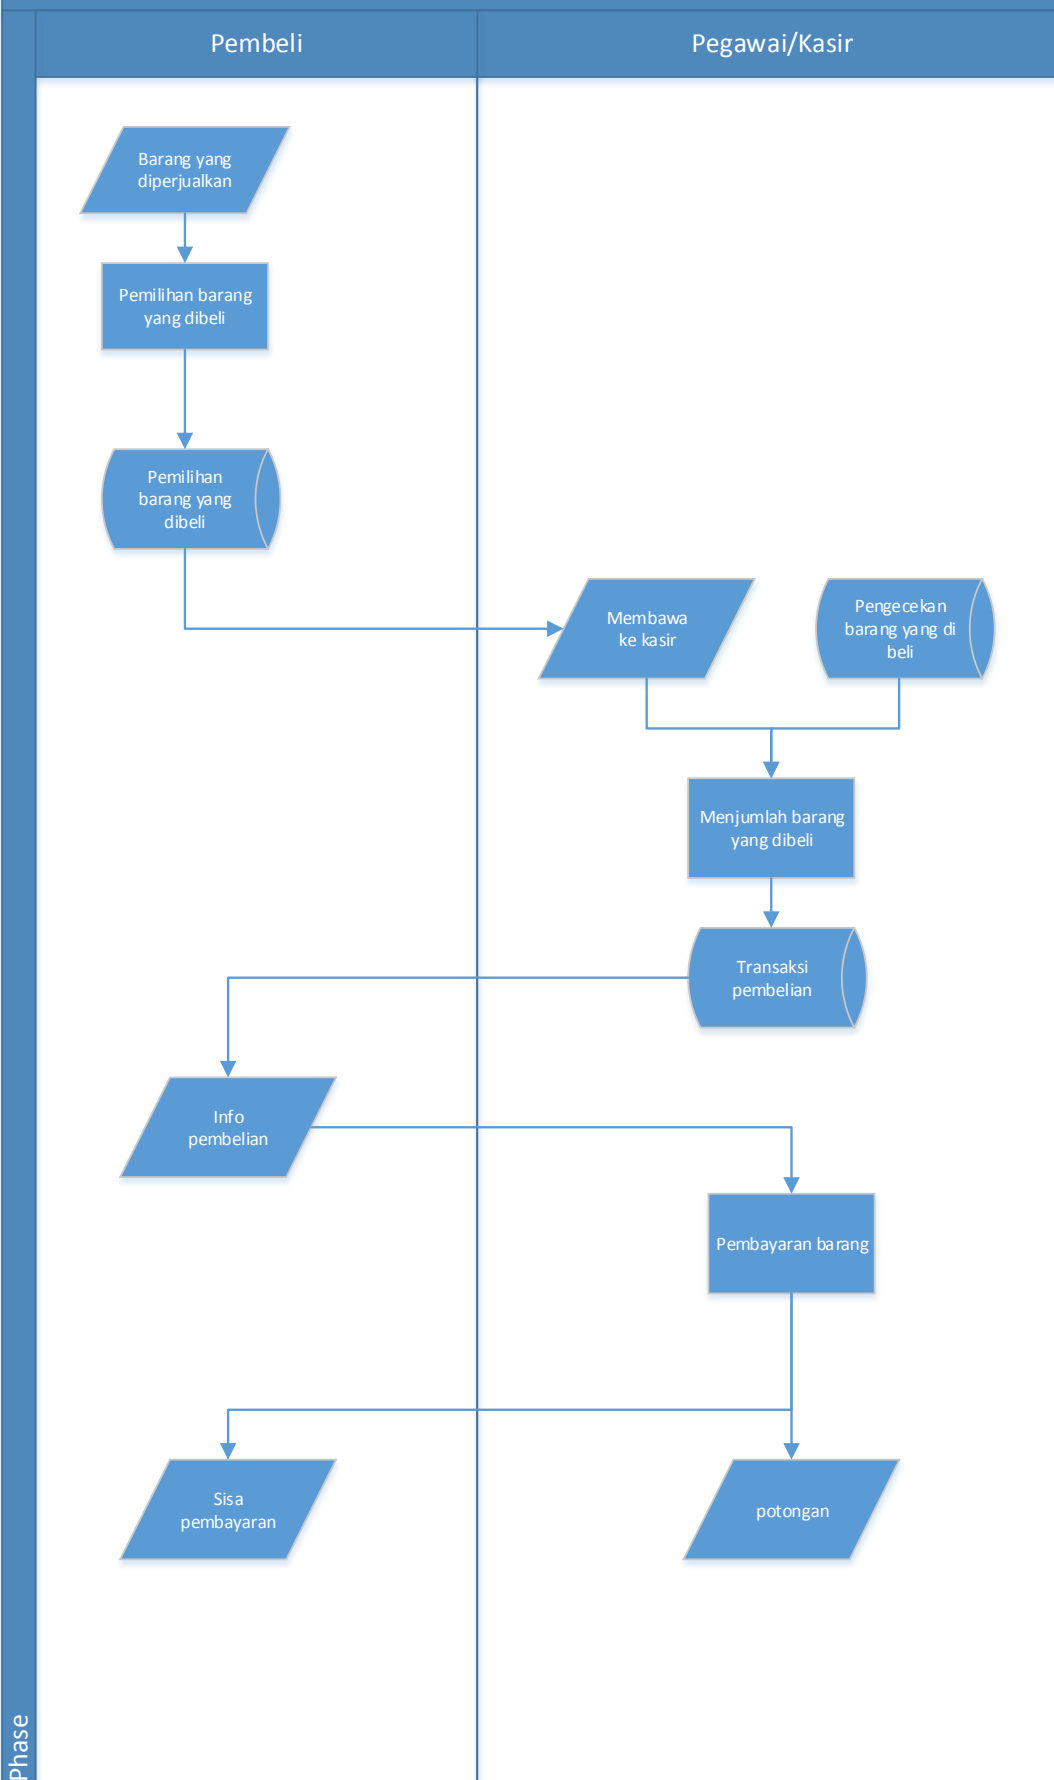 Pembeli
Pegawai/Kasir
Barang yang
diperjualkan
Pemilihan barang
yang dibeli
Pemilihan
barang yang
dibeli
Membawa
ke kasir
Pengecekan
barang yang di
beli
Menjumlah barang
yang dibeli
Transaksi
pembelian
Info
pembelian
Pembayaran barang
Sisa
pembayaran
potongan
Phase